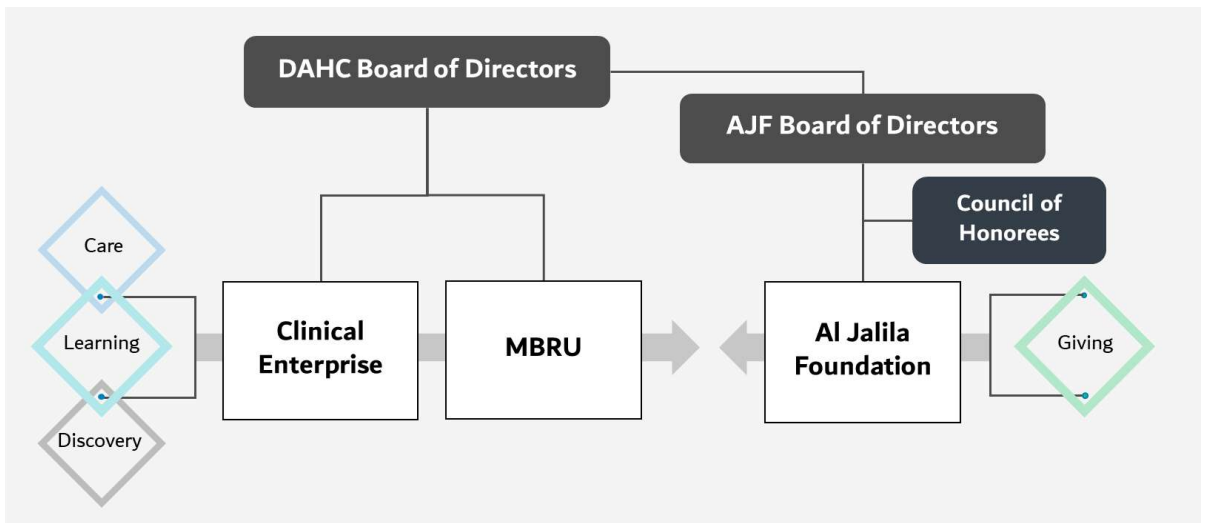 DAHC Board of Directors
AJF Board of Directors
Council of
Honorees
Care
Learning
Discovery
Clinical
Enterprise
MBRU
Al Jalila
Foundation
Giving